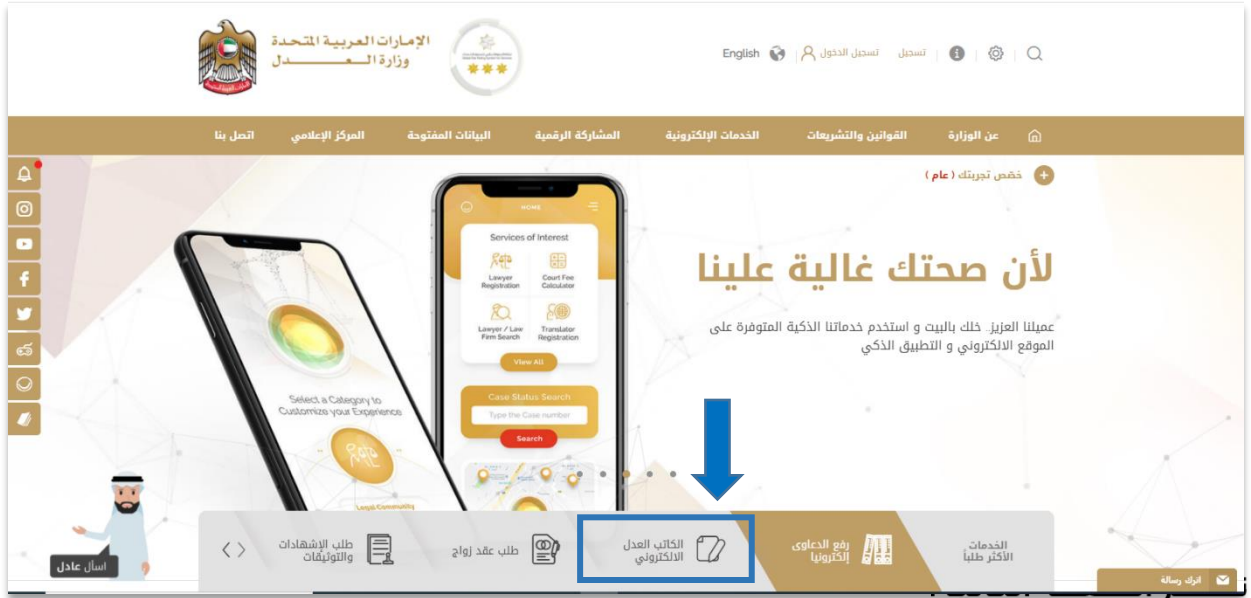 الإمارات العربية المتحدة
وزارة الــعــــــدل
English
تسجيل الدخول
تسجيل
عن الوزارة
القوانين والتشريعات
الخدمات الإلكترونية
المشاركة الرقمية
البيانات المفتوحة
المركز الإعلامي
اتصل بنا
خصّص تجربتك ( عام )
لأن صحتك غالية علينا
عميلنا العزيز. خلك بالبيت و استخدم خدماتنا الذكية المتوفرة على
الموقع الالكتروني و التطبيق الذكي
HOME
Services of Interest
Lawyer
Registration
Court Fee
Calculator
Lawyer / Law
Firm Search
Translator
Registration
View All
Case Status Search
Type the Case number
Search
Select a Category to
Customize your Experience
Legal Community
الخدمات
الأكثر طلباً
رفع الدعاوى
إلكترونيا
الكاتب العدل
الالكتروني
طلب عقد زواج
طلب الإشهادات
والتوثيقات
اسأل عادل
اترك رسالة